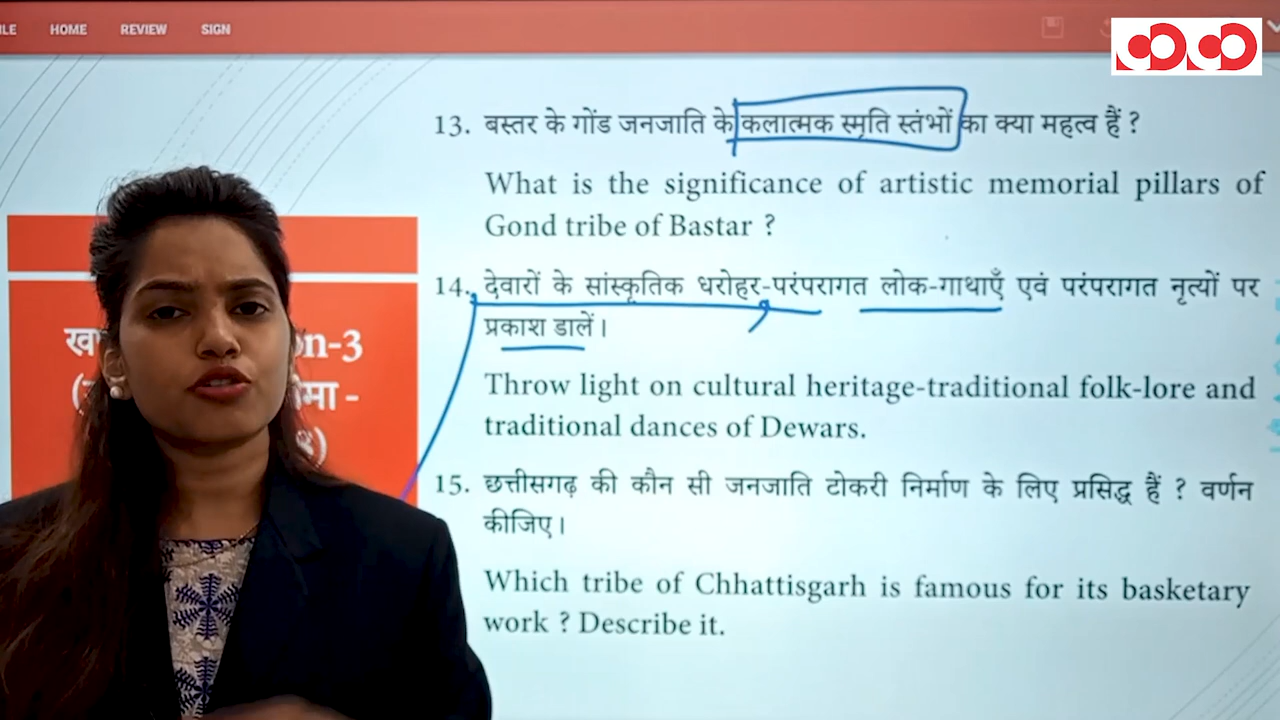 HOME REVIEW SIGN
13. बस्तर के गोंड जनजाति के कलात्मक स्मृति स्तंभों का क्या महत्व हैं ?
What is the significance of artistic memorial pillars of
Gond tribe of Bastar ?
14. देवारों के सांस्कृतिक धरोहर-परंपरागत लोक-गाथाएँ एवं परंपरागत नृत्यों पर
प्रकाश डालें।
Throw light on cultural heritage-traditional folk-lore and
traditional dances of Dewars.
15. छत्तीसगढ़ की कौन सी जनजाति टोकरी निर्माण के लिए प्रसिद्ध हैं ? वर्णन
कीजिए।
Which tribe of Chhattisgarh is famous for its basketary
work ? Describe it.